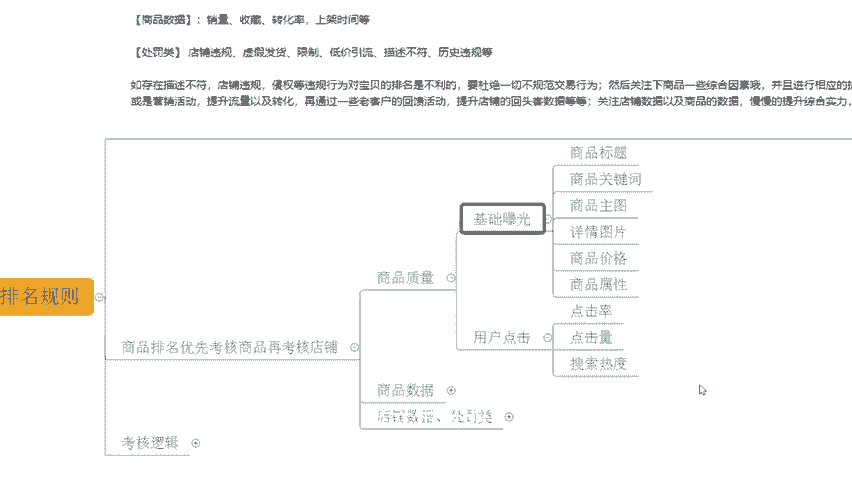 【商品数据】：销量、收藏、转化率，上架时间等
【处罚类】 店铺违规、虚假发货、限制、低价引流、描述不符、历史违规等
如存在描述不符，店铺违规，侵权等违规行为对宝贝的排名是不利的，要杜绝一切不规范交易行为；然后关注下商品一些综合因素哦，并且进行相应的
或是营销活动，提升流量以及转化，再通过一些老客户的回馈活动，提升店铺的回头客数据等等；关注店铺数据以及商品的数据，慢慢的提升综合实力，
排名规则
商品排名优先考核商品再考核店铺
商品质量
基础曝光
商品标题
商品关键词
商品主图
详情图片
商品价格
商品属性
用户点击
点击率
点击量
搜索热度
商品数据
店铺数据、处罚类
考核逻辑